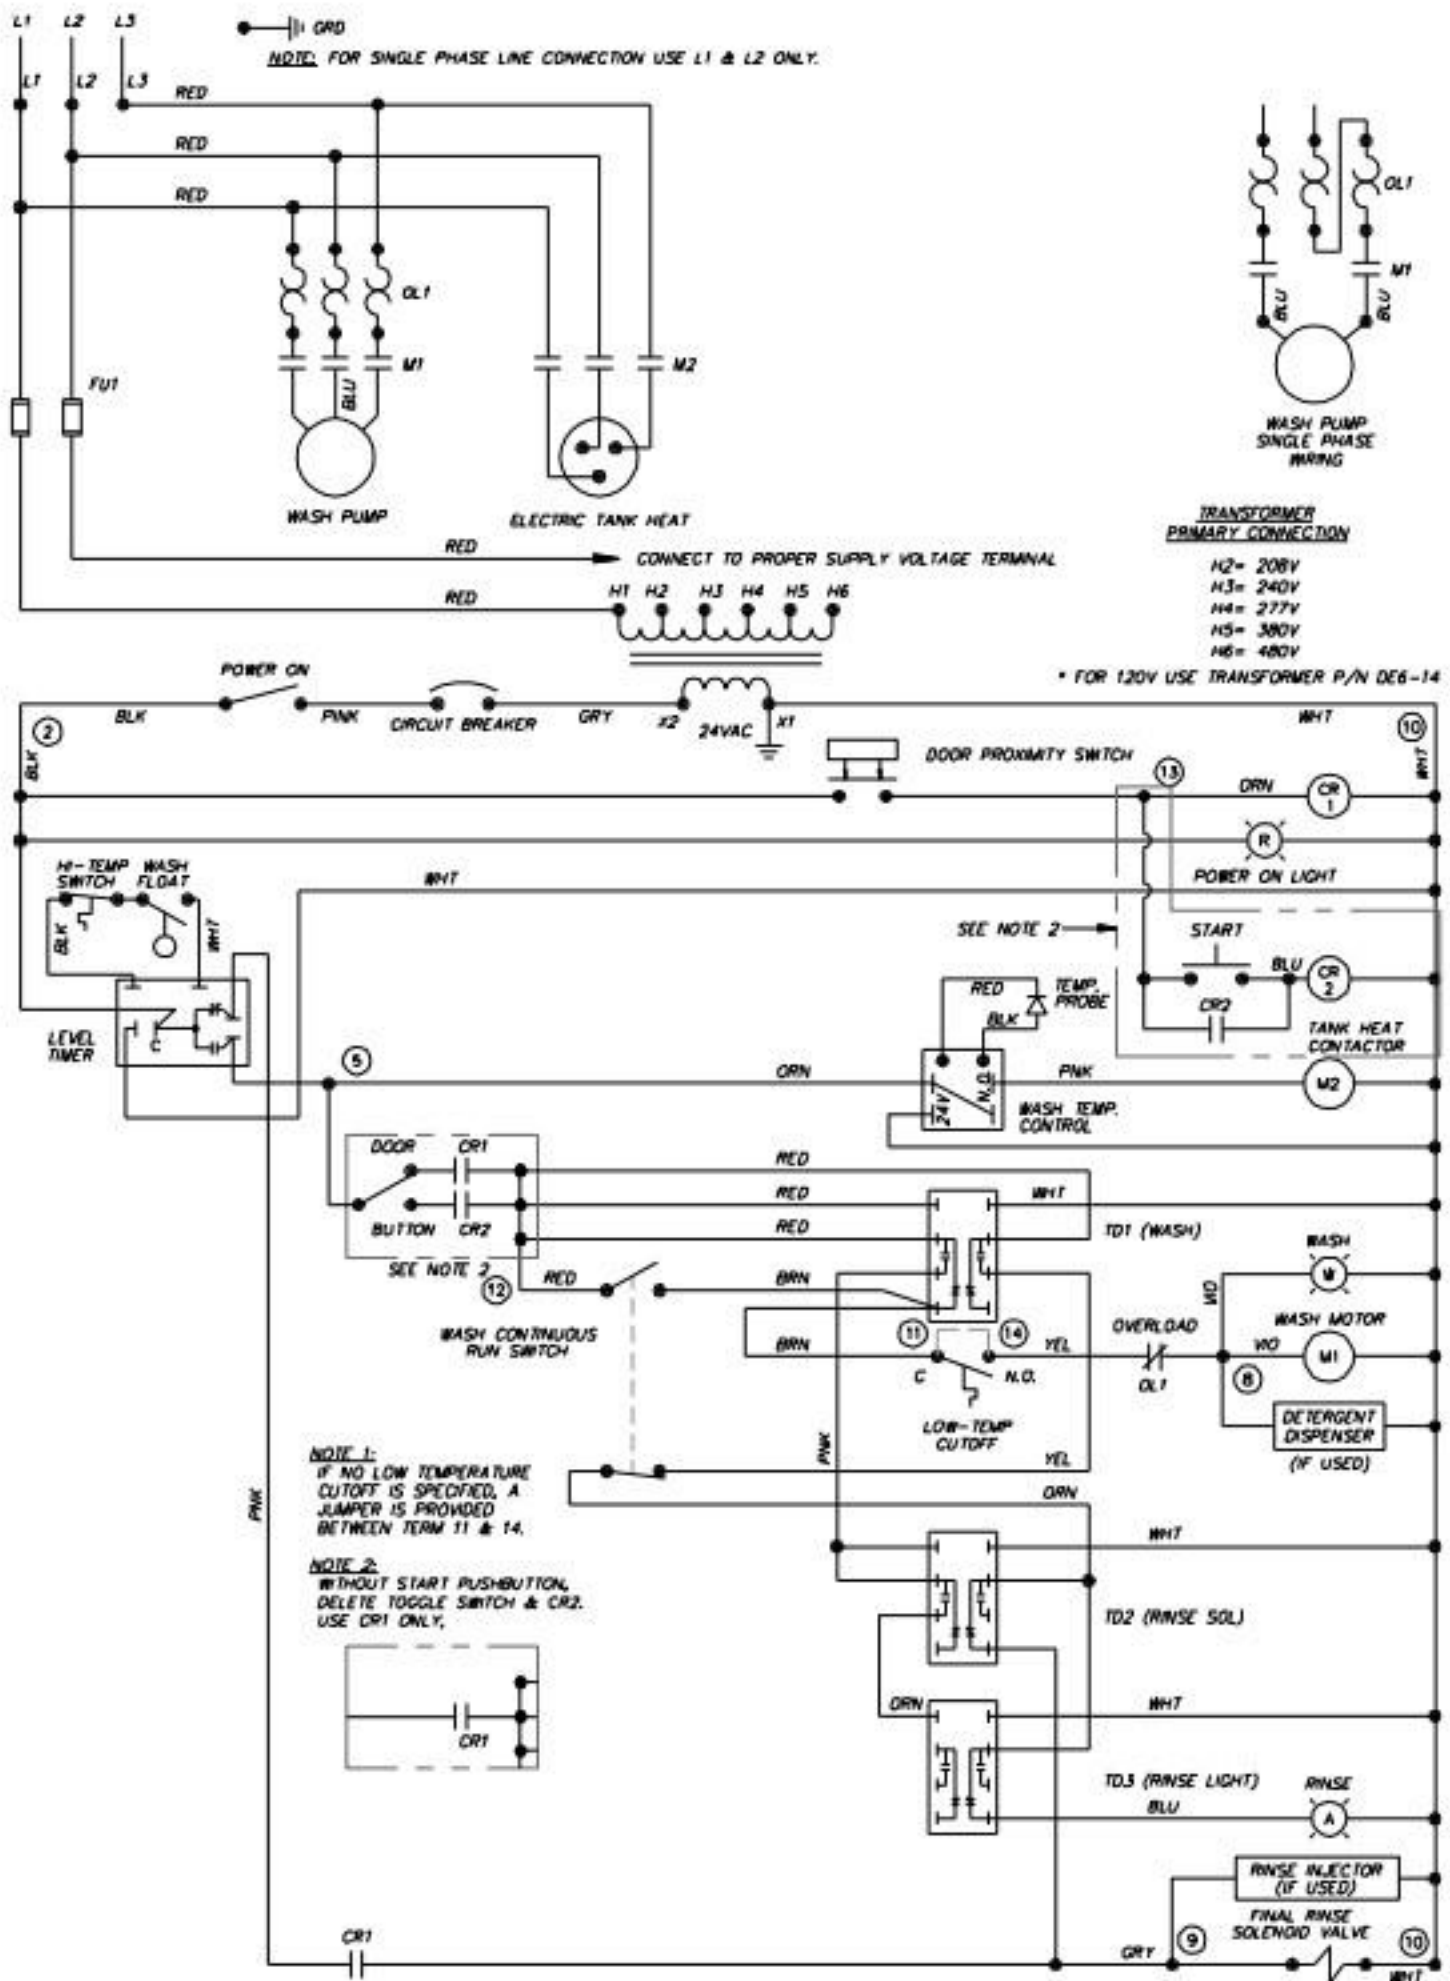 L1 L2 L3
GRD
NOTE: FOR SINGLE PHASE LINE CONNECTION USE L1 & L2 ONLY.
L1 L2 L3
RED
RED
RED
OL1
M1
BLU
M2
FU1
WASH PUMP
ELECTRIC TANK HEAT
OL1
M1
BLU BLU
WASH PUMP
SINGLE PHASE
WIRING
TRANSFORMER
PRIMARY CONNECTION
H2= 208V
H3= 240V
H4= 277V
H5= 380V
H6= 480V
* FOR 120V USE TRANSFORMER P/N DE6-14
RED
CONNECT TO PROPER SUPPLY VOLTAGE TERMINAL
RED
H1 H2 H3 H4 H5 H6
POWER ON
BLK
PINK
CIRCUIT BREAKER
GRY
X2
24VAC
X1
WHT
2
10
BLK
WHT
DOOR PROXIMITY SWITCH
13
ORN
CR
1
R
POWER ON LIGHT
HI-TEMP
SWITCH
WASH
FLOAT
WHT
BLK
WHT
SEE NOTE 2
START
BLU
CR
2
CR2
LEVEL
TIMER
C
RED
TEMP.
PROBE
BLK
TANK HEAT
CONTACTOR
5
ORN
24V
N.O.
PNK
M2
WASH TEMP.
CONTROL
DOOR
CR1
BUTTON
CR2
SEE NOTE 2
RED
RED
WHT
RED
TD1 (WASH)
12
RED
BRN
WASH CONTINUOUS
RUN SWITCH
WASH
W
VIO
BRN
11
14
C
N.O.
YEL
OVERLOAD
OL1
WASH MOTOR
VIO
M1
8
LOW-TEMP
CUTOFF
DETERGENT
DISPENSER
(IF USED)
PNK
YEL
ORN
PNK
NOTE 1:
IF NO LOW TEMPERATURE
CUTOFF IS SPECIFIED, A
JUMPER IS PROVIDED
BETWEEN TERM 11 & 14.
NOTE 2:
WITHOUT START PUSHBUTTON,
DELETE TOGGLE SWITCH & CR2.
USE CR1 ONLY.
WHT
TD2 (RINSE SOL)
CR1
ORN
WHT
TD3 (RINSE LIGHT)
BLU
RINSE
A
RINSE INJECTOR
(IF USED)
FINAL RINSE
SOLENOID VALVE
CR1
GRY
9
10
WHT